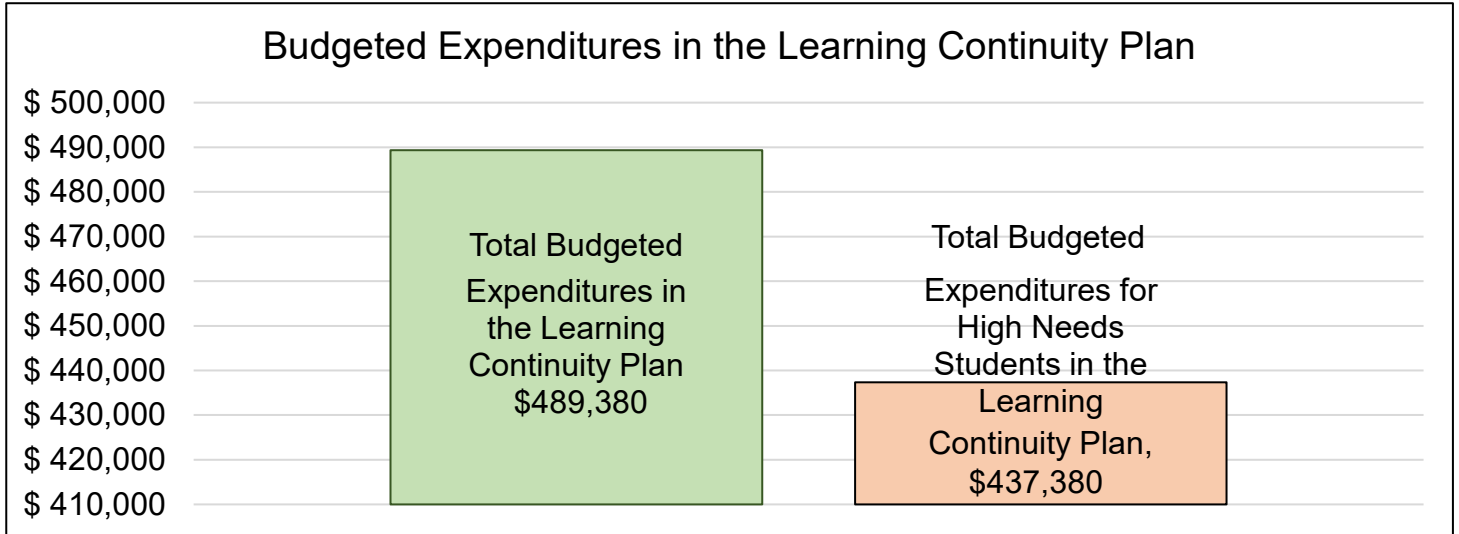 Budgeted Expenditures in the Learning Continuity Plan
$ 500,000
$ 490,000
$ 480,000
$ 470,000
$ 460,000
$ 450,000
$ 440,000
$ 430,000
$ 420,000
$ 410,000
Total Budgeted
Expenditures in
the Learning
Continuity Plan
$489,380
Total Budgeted
Expenditures for
High Needs
Students in the
Learning
Continuity Plan,
$437,380